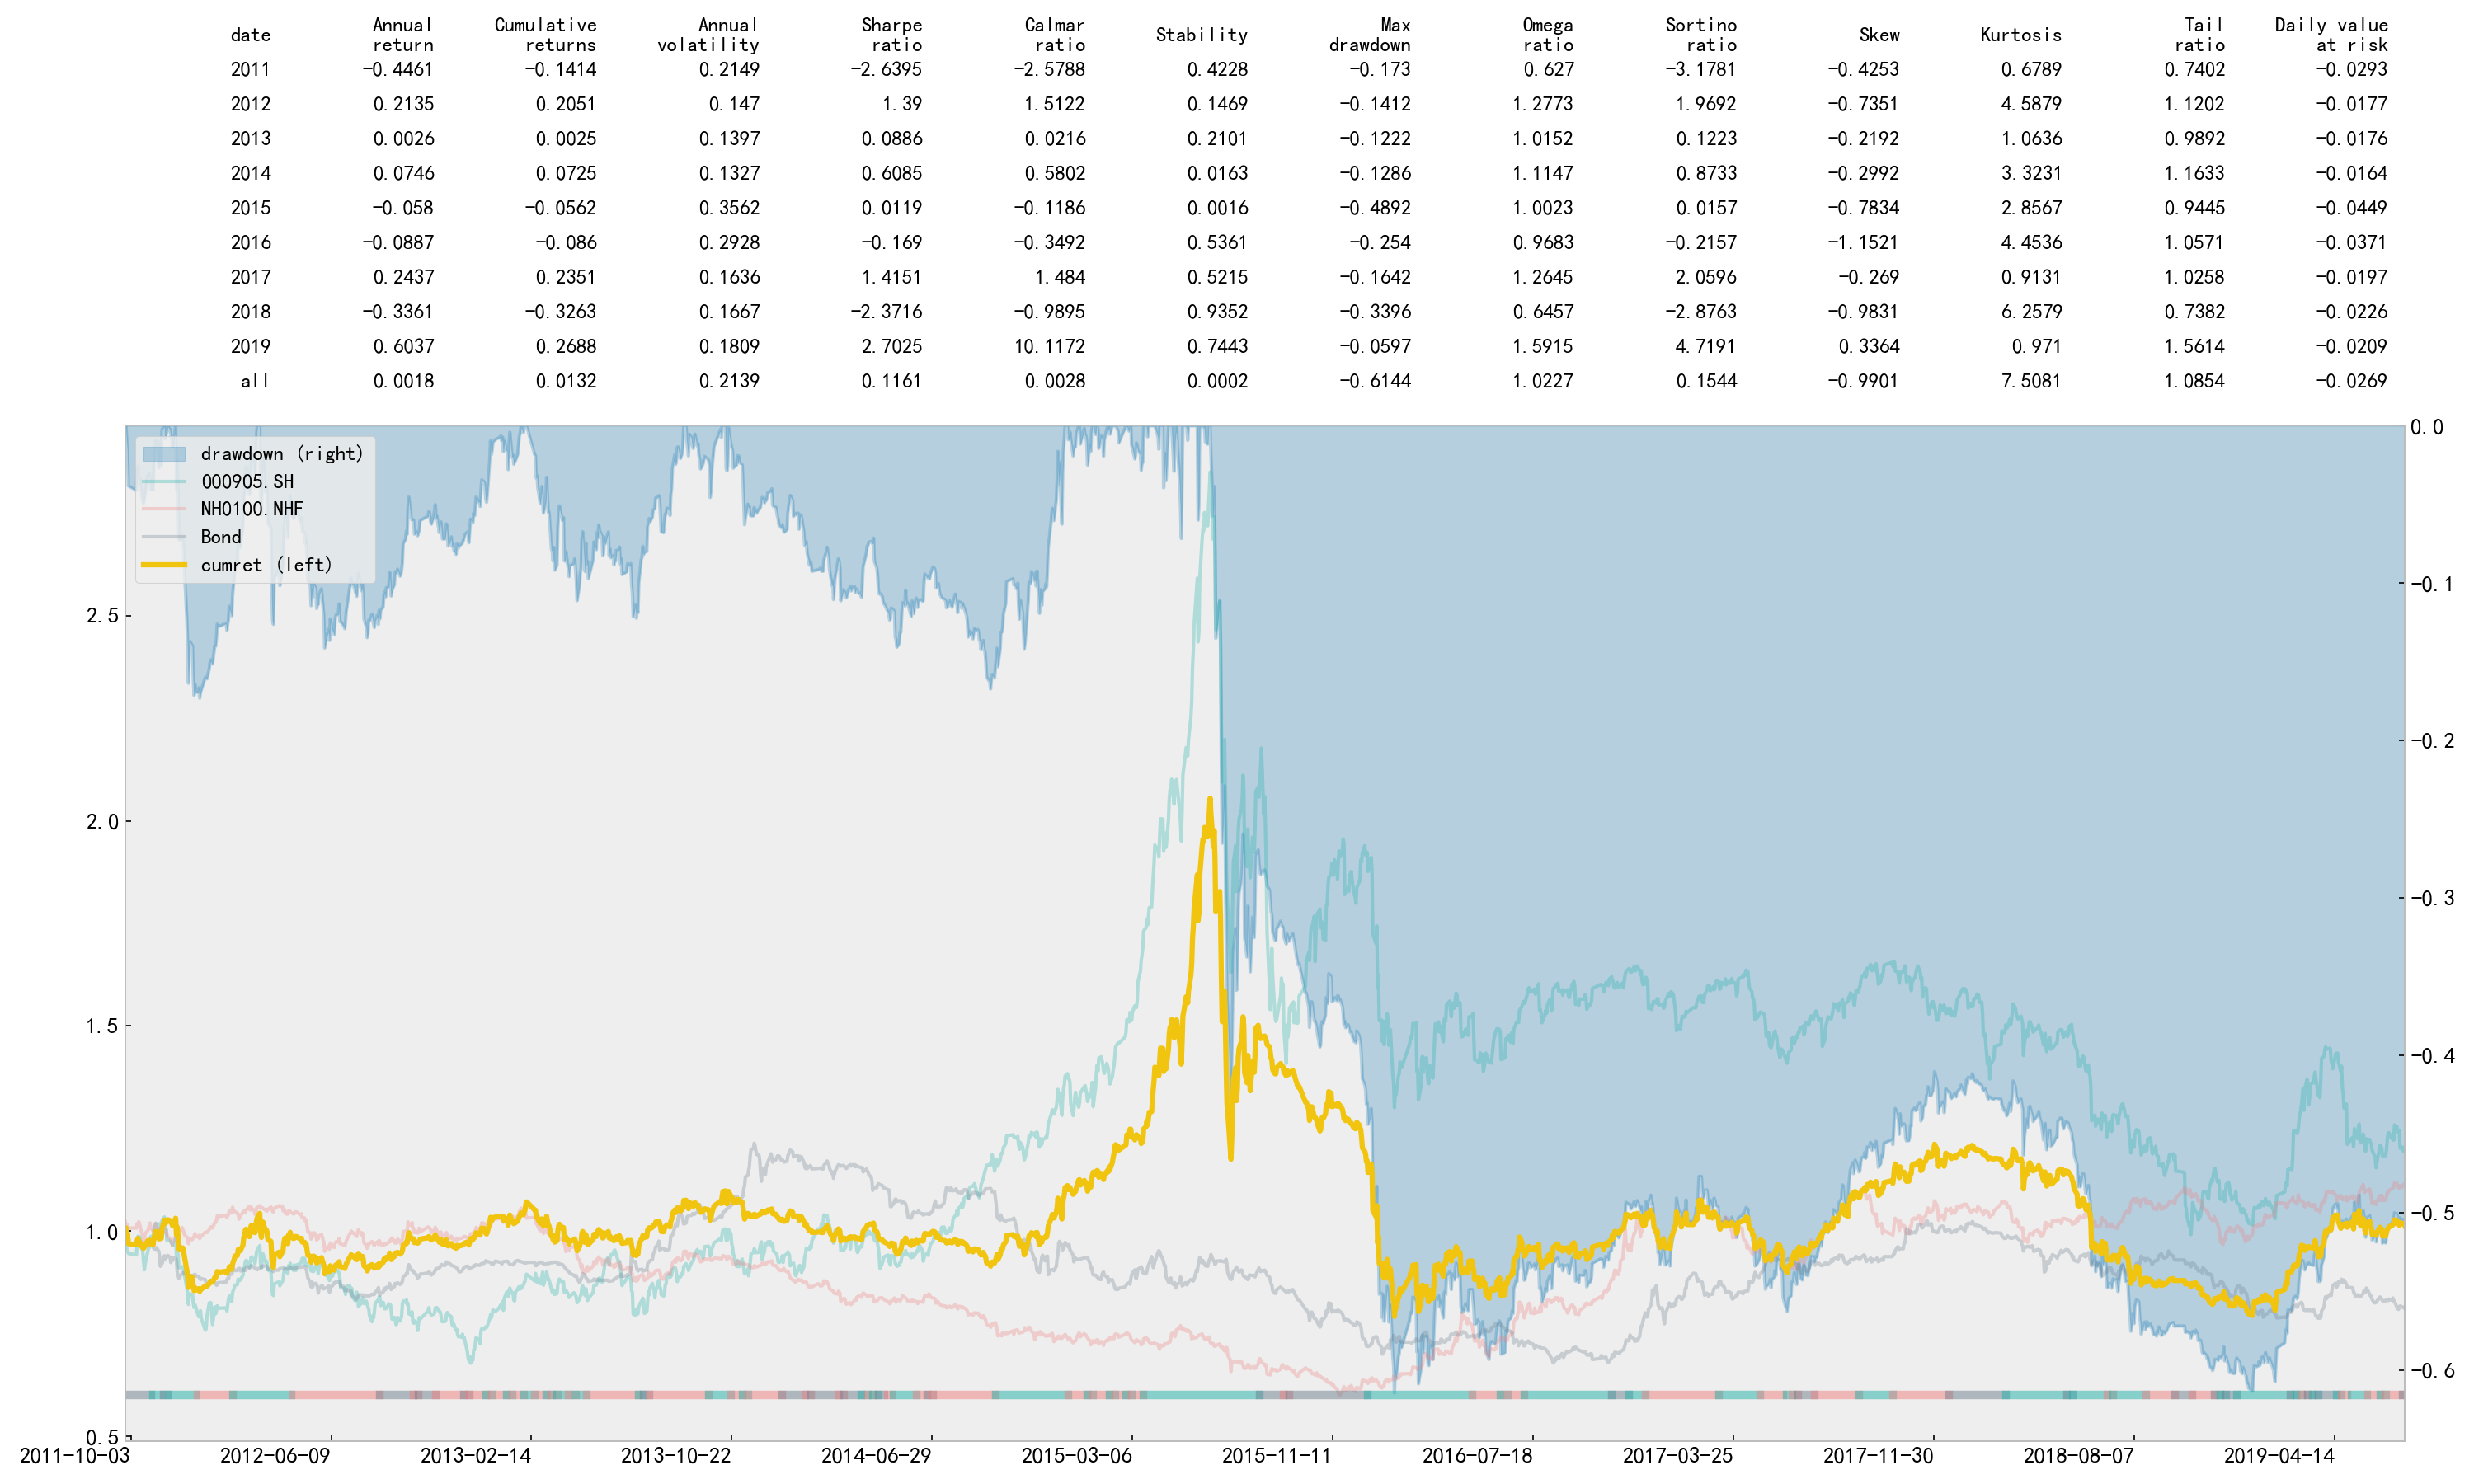 date Annual return Cumulative returns Annual volatility Sharpe ratio Calmar ratio Stability Max drawdown Omega ratio Sortino ratio Skew Kurtosis Tail ratio Daily value at risk
2011 -0.4461 -0.1414 0.2149 -2.6395 -2.5788 0.4228 -0.173 0.627 -3.1781 -0.4253 0.6789 0.7402 -0.0293
2012 0.2135 0.2051 0.147 1.39 1.5122 0.1469 -0.1412 1.2773 1.9692 -0.7351 4.5879 1.1202 -0.0177
2013 0.0026 0.0025 0.1397 0.0886 0.0216 0.2101 -0.1222 1.0152 0.1223 -0.2192 1.0636 0.9892 -0.0176
2014 0.0746 0.0725 0.1327 0.6085 0.5802 0.0163 -0.1286 1.1147 0.8733 -0.2992 3.3231 1.1633 -0.0164
2015 -0.058 -0.0562 0.3562 0.0119 -0.1186 0.0016 -0.4892 1.0023 0.0157 -0.7834 2.8567 0.9445 -0.0449
2016 -0.0887 -0.086 0.2928 -0.169 -0.3492 0.5361 -0.254 0.9683 -0.2157 -1.1521 4.4536 1.0571 -0.0371
2017 0.2437 0.2351 0.1636 1.4151 1.484 0.5215 -0.1642 1.2645 2.0596 -0.269 0.9131 1.0258 -0.0197
2018 -0.3361 -0.3263 0.1667 -2.3716 -0.9895 0.9352 -0.3396 0.6457 -2.8763 -0.9831 6.2579 0.7382 -0.0226
2019 0.6037 0.2688 0.1809 2.7025 10.1172 0.7443 -0.0597 1.5915 4.7191 0.3364 0.971 1.5614 -0.0209
all 0.0018 0.0132 0.2139 0.1161 0.0028 0.0002 -0.6144 1.0227 0.1544 -0.9901 7.5081 1.0854 -0.0269
drawdown (right)
000905.SH
NH0100.NHF
Bond
cumret (left)
2.5
2.0
1.5
1.0
0.5
0.0
-0.1
-0.2
-0.3
-0.4
-0.5
-0.6
2011-10-03 2012-06-09 2013-02-14 2013-10-22 2014-06-29 2015-03-06 2015-11-11 2016-07-18 2017-03-25 2017-11-30 2018-08-07 2019-04-14